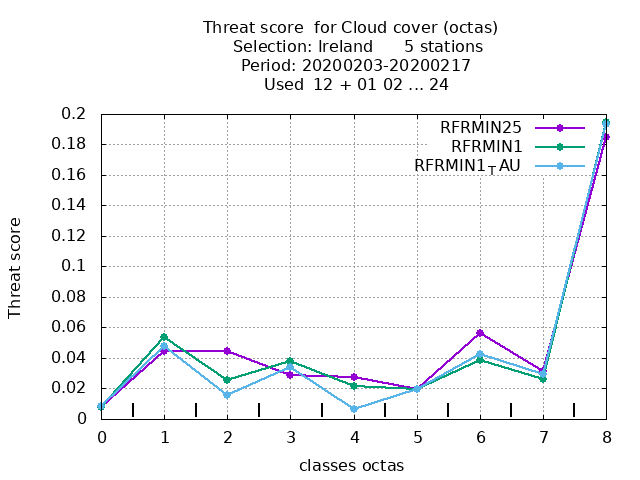 Threat score  for Cloud cover (octas)
Selection: Ireland      5 stations
Period: 20200203-20200217
Used  12 + 01 02 ... 24
RFRMIN25
RFRMIN1
RFRMIN1TAU
Threat score
0.2
0.18
0.16
0.14
0.12
0.1
0.08
0.06
0.04
0.02
0
0 1 2 3 4 5 6 7 8
classes octas